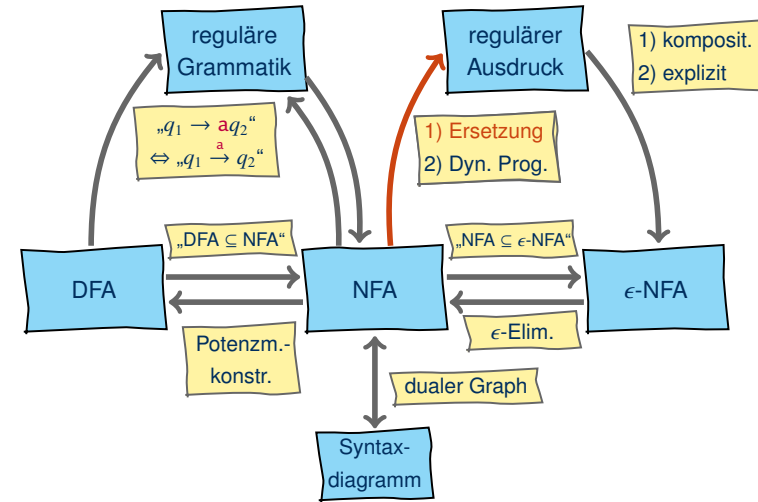 reguläre
Grammatik
regulärer
Ausdruck
1) komposit.
2) explizit
„q₁ → aq₂“
⇔ „q₁ →ᵃ q₂“
1) Ersetzung
2) Dyn. Prog.
„DFA ⊆ NFA“
„NFA ⊆ ϵ-NFA“
DFA
NFA
ϵ-NFA
Potenzm.-
konstr.
ϵ-Elim.
dualer Graph
Syntax-
diagramm